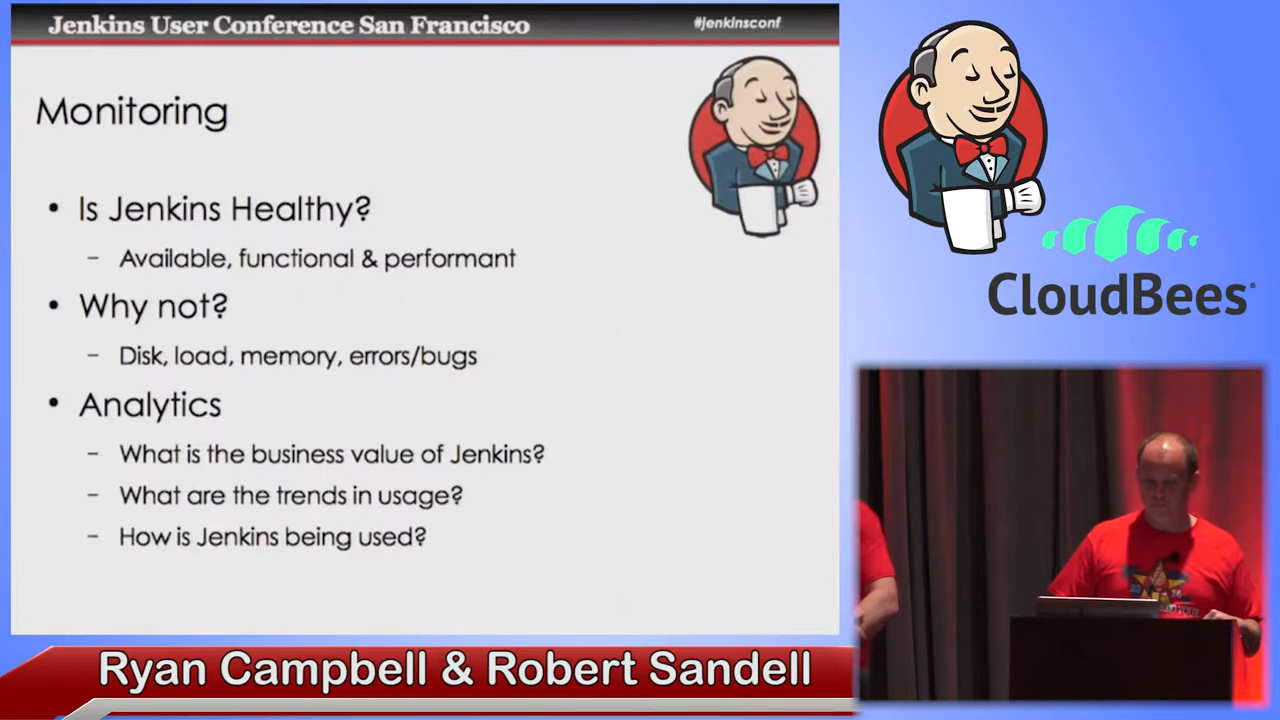 Jenkins User Conference San Francisco
#jenkinsconf
Monitoring
• Is Jenkins Healthy?
– Available, functional & performant
• Why not?
– Disk, load, memory, errors/bugs
• Analytics
– What is the business value of Jenkins?
– What are the trends in usage?
– How is Jenkins being used?
CloudBees
Ryan Campbell & Robert Sandell